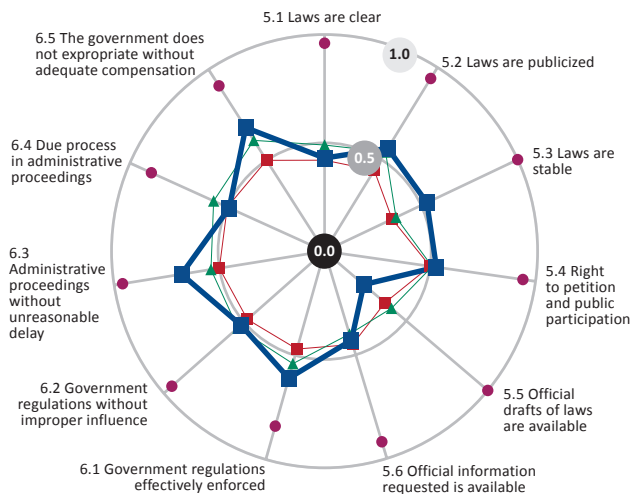 5.1 Laws are clear
1.0
5.2 Laws are publicized
5.3 Laws are
stable
5.4 Right
to petition
and public
participation
5.5 Official
drafts of laws
are available
5.6 Official information
requested is available
6.1 Government regulations
effectively enforced
6.2 Government
regulations without
improper influence
6.3
Administrative
proceedings
without
unreasonable
delay
6.4 Due process
in administrative
proceedings
6.5 The government does
not expropriate without
adequate compensation
0.5
0.0